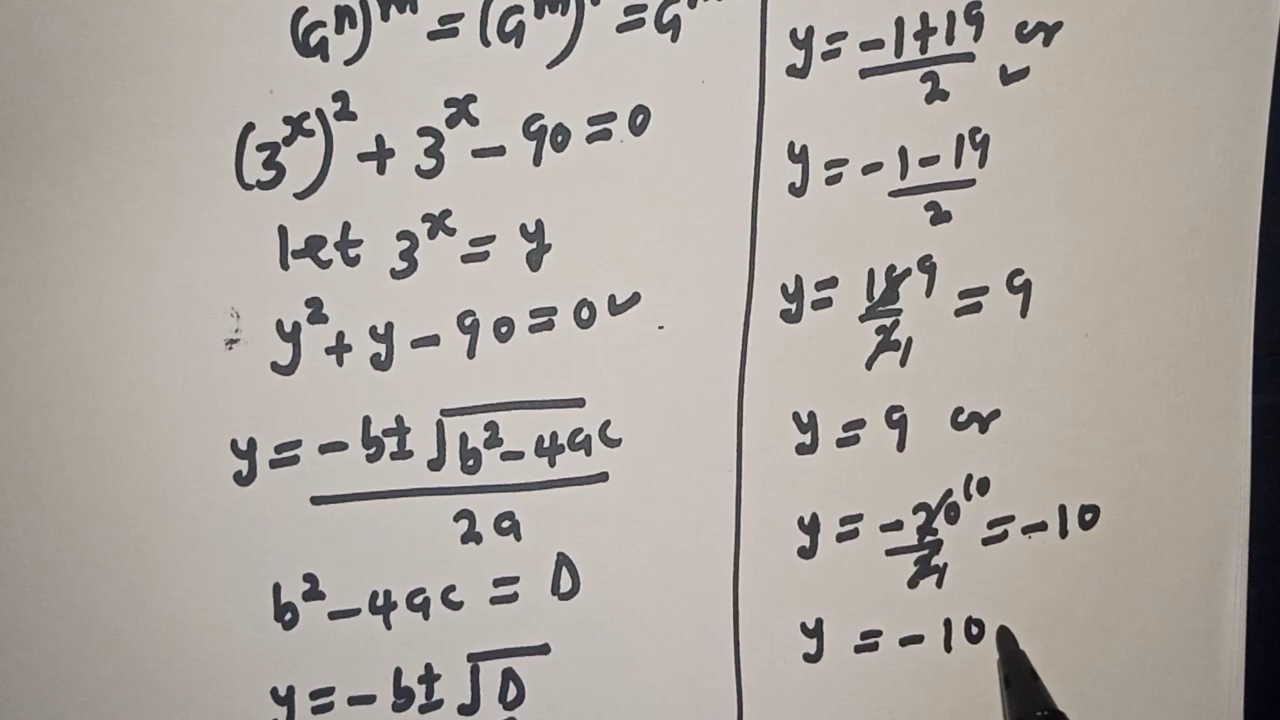 (a^n)^m = (a^m)^n = a^m
(3^x)^2 + 3^x - 90 = 0
let 3^x = y
y^2 + y - 90 = 0 ✓
y = -b ± √(b^2 - 4ac)
2a
b^2 - 4ac = D
y = -b ± √D
y = -1+19 or
2 ✓
y = -1-19
2
y = 18 9 = 9
2 1
y = 9 or
y = -20 10 = -10
2 1
y = -10